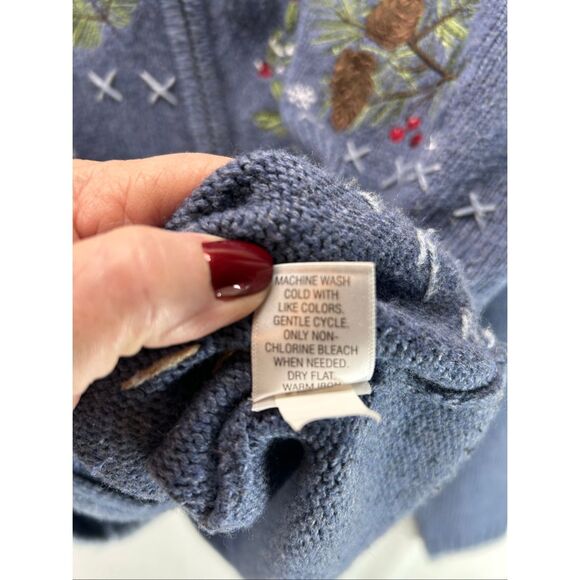 MACHINE WASH
COLD WITH
LIKE COLORS.
GENTLE CYCLE.
ONLY NON-
CHLORINE BLEACH
WHEN NEEDED.
DRY FLAT.
WARM IRON